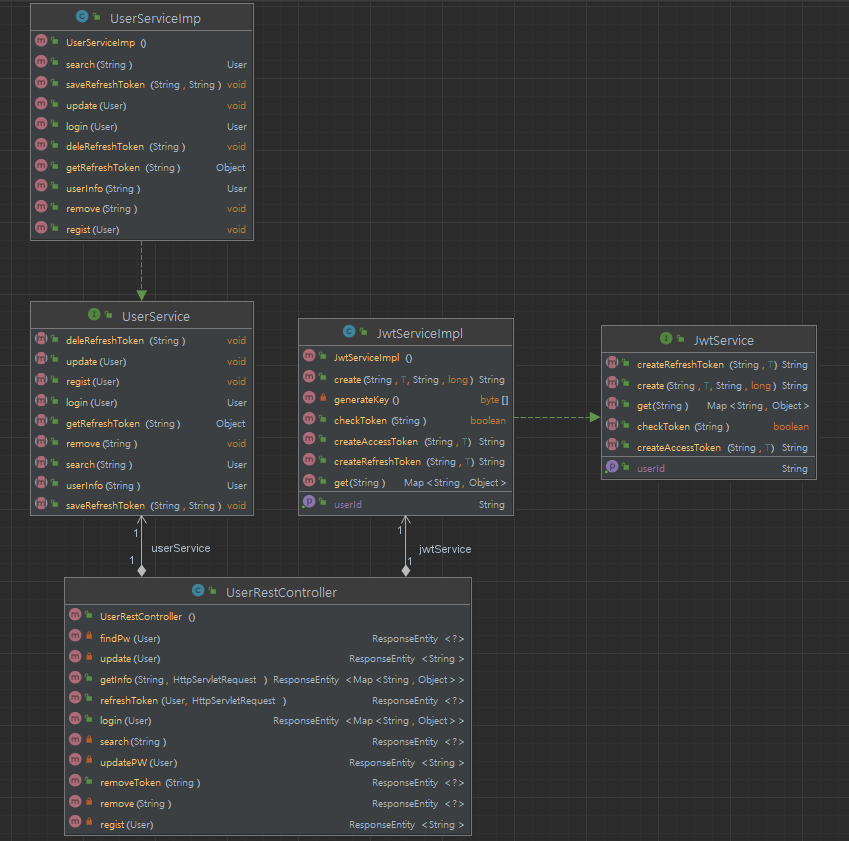 UserServiceImp
UserServiceImp ()
search (String) User
saveRefreshToken (String, String) void
update (User) void
login (User) User
deleRefreshToken (String) void
getRefreshToken (String) Object
userInfo (String) User
remove (String) void
regist (User) void
UserService
deleRefreshToken (String) void
update (User) void
regist (User) void
login (User) User
getRefreshToken (String) Object
remove (String) void
search (String) User
userInfo (String) User
saveRefreshToken (String, String) void
JwtServiceImpl
JwtServiceImpl ()
create (String, T, String, long) String
generateKey () byte []
checkToken (String) boolean
createAccessToken (String, T) String
createRefreshToken (String, T) String
get (String) Map <String, Object>
userId String
JwtService
createRefreshToken (String, T) String
create (String, T, String, long) String
get (String) Map <String, Object>
checkToken (String) boolean
createAccessToken (String, T) String
userId String
1
userService
1
1
jwtService
1
UserRestController
UserRestController ()
findPw (User) ResponseEntity <?>
update (User) ResponseEntity <String>
getInfo (String, HttpServletRequest) ResponseEntity <Map <String, Object>>
refreshToken (User, HttpServletRequest) ResponseEntity <?>
login (User) ResponseEntity <Map <String, Object>>
search (String) ResponseEntity <?>
updatePW (User) ResponseEntity <String>
removeToken (String) ResponseEntity <?>
remove (String) ResponseEntity <?>
regist (User) ResponseEntity <String>